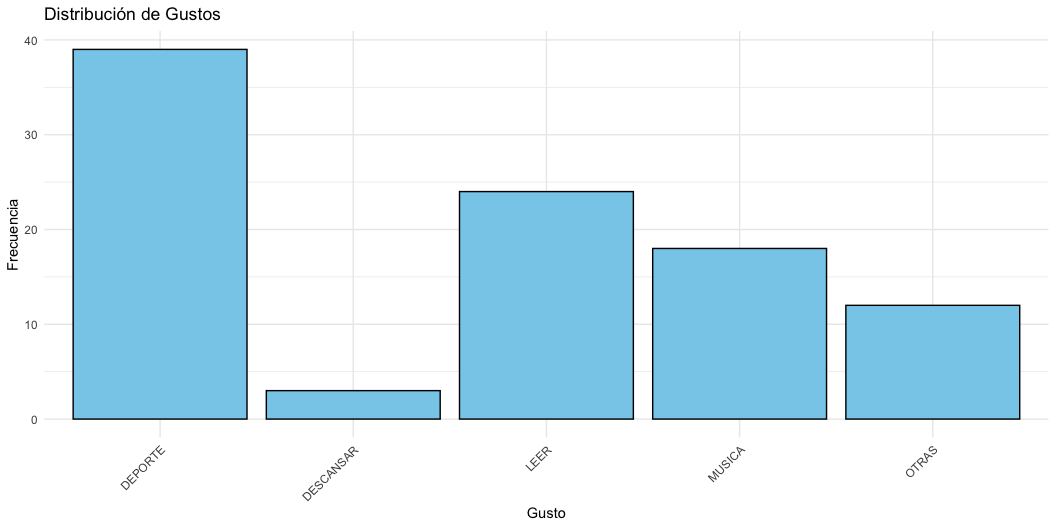 Distribución de Gustos
40
30
20
10
0
Frecuencia
DEPORTE
DESCANSAR
LEER
MUSICA
OTRAS
Gusto